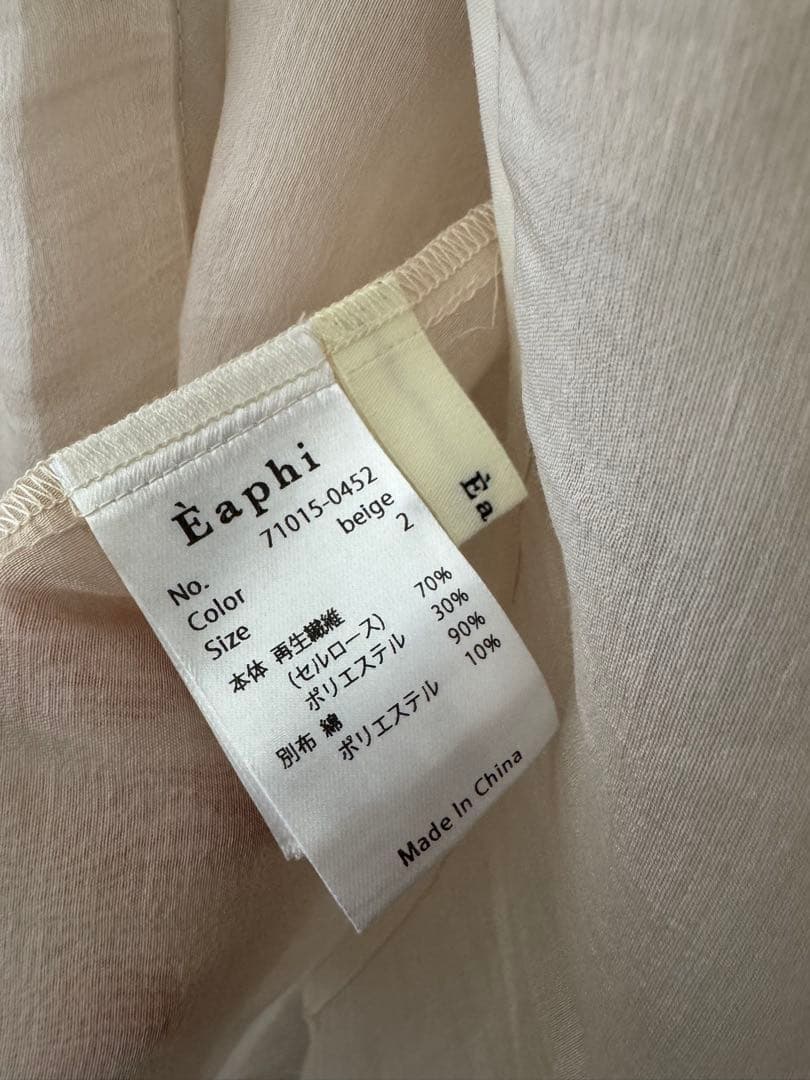 Èaphi
No. 71015-0452
Color beige
Size 2
本体 再生繊維 70%
(セルロース)
ポリエステル 30%
別布 綿 90%
ポリエステル 10%
Made In China
Èa